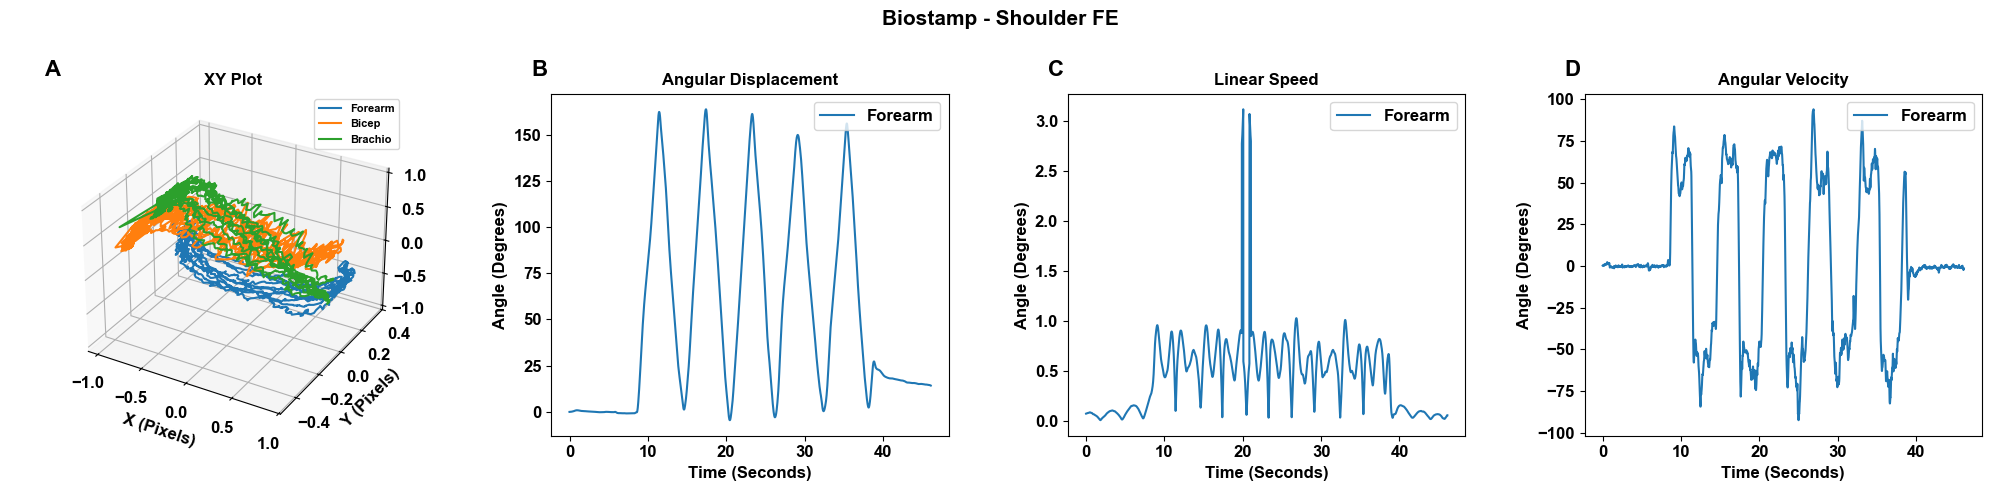 Biostamp - Shoulder FE
A
XY Plot
Forearm
Bicep
Brachio
1.0
0.5
0.0
−0.5
−1.0
0.4
0.2
0.0
−0.2
−0.4
Y (Pixels)
−1.0
−0.5
0.0
0.5
1.0
X (Pixels)
B
Angular Displacement
Forearm
150
125
100
75
50
25
0
Angle (Degrees)
0 10 20 30 40
Time (Seconds)
C
Linear Speed
Forearm
3.0
2.5
2.0
1.5
1.0
0.5
0.0
Angle (Degrees)
0 10 20 30 40
Time (Seconds)
D
Angular Velocity
Forearm
100
75
50
25
0
−25
−50
−75
−100
Angle (Degrees)
0 10 20 30 40
Time (Seconds)